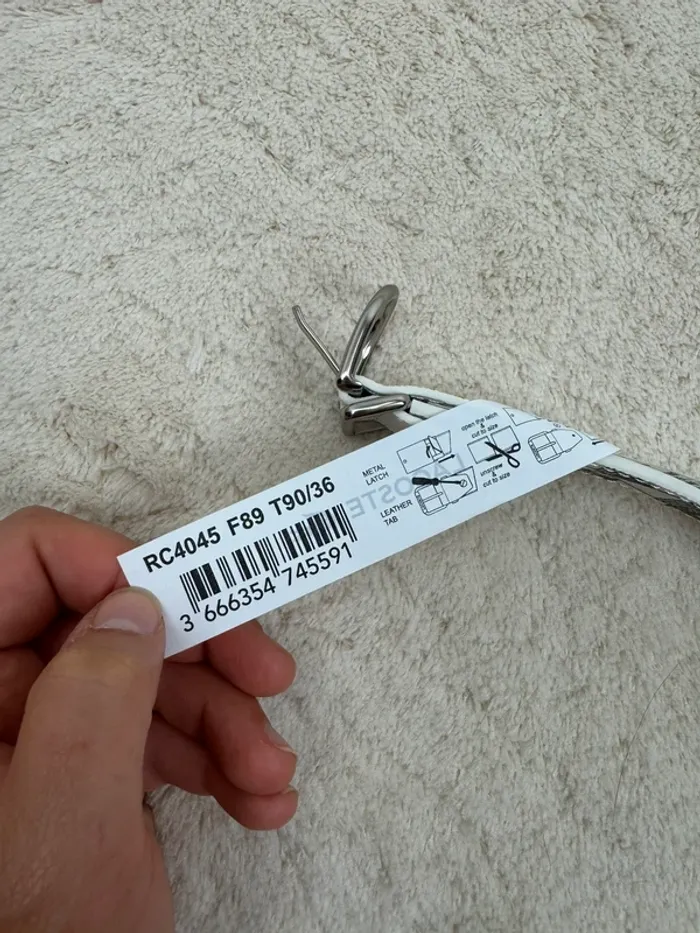 RC4045 F89 T90/36
3 666354 745591
METAL
LATCH
LEATHER
TAB
open the latch
&
cut to size
unscrew
&
cut to size
LACOSTE